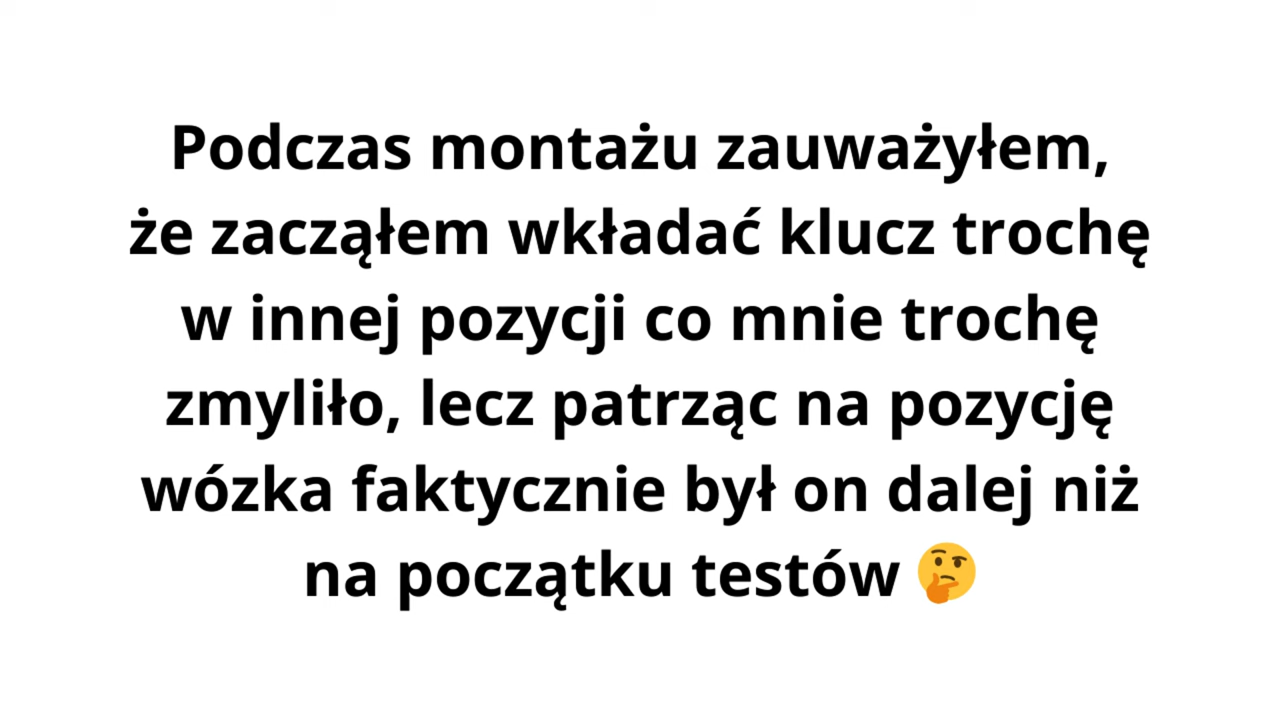 Podczas montażu zauważyłem,
że zacząłem wkładać klucz trochę
w innej pozycji co mnie trochę
zmyliło, lecz patrząc na pozycję
wózka faktycznie był on dalej niż
na początku testów 🤔